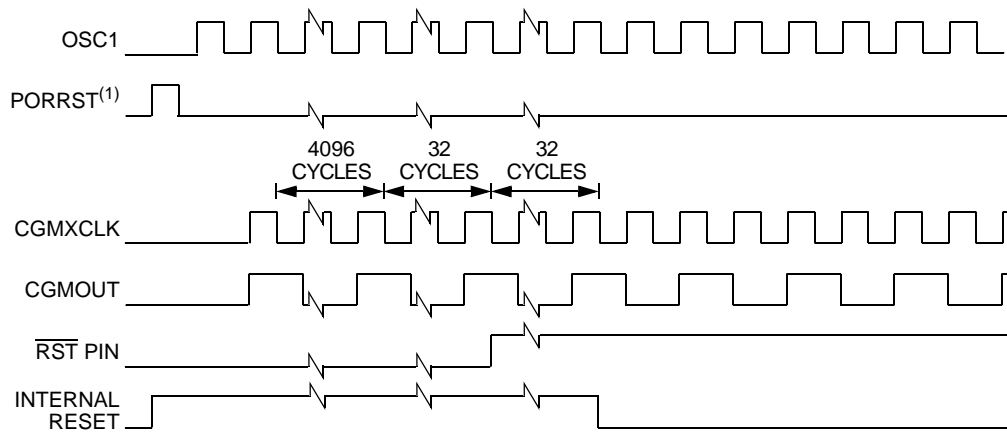 OSC1
PORRST(1)
4096
CYCLES
32
CYCLES
32
CYCLES
CGMXCLK
CGMOUT
RST PIN
INTERNAL
RESET